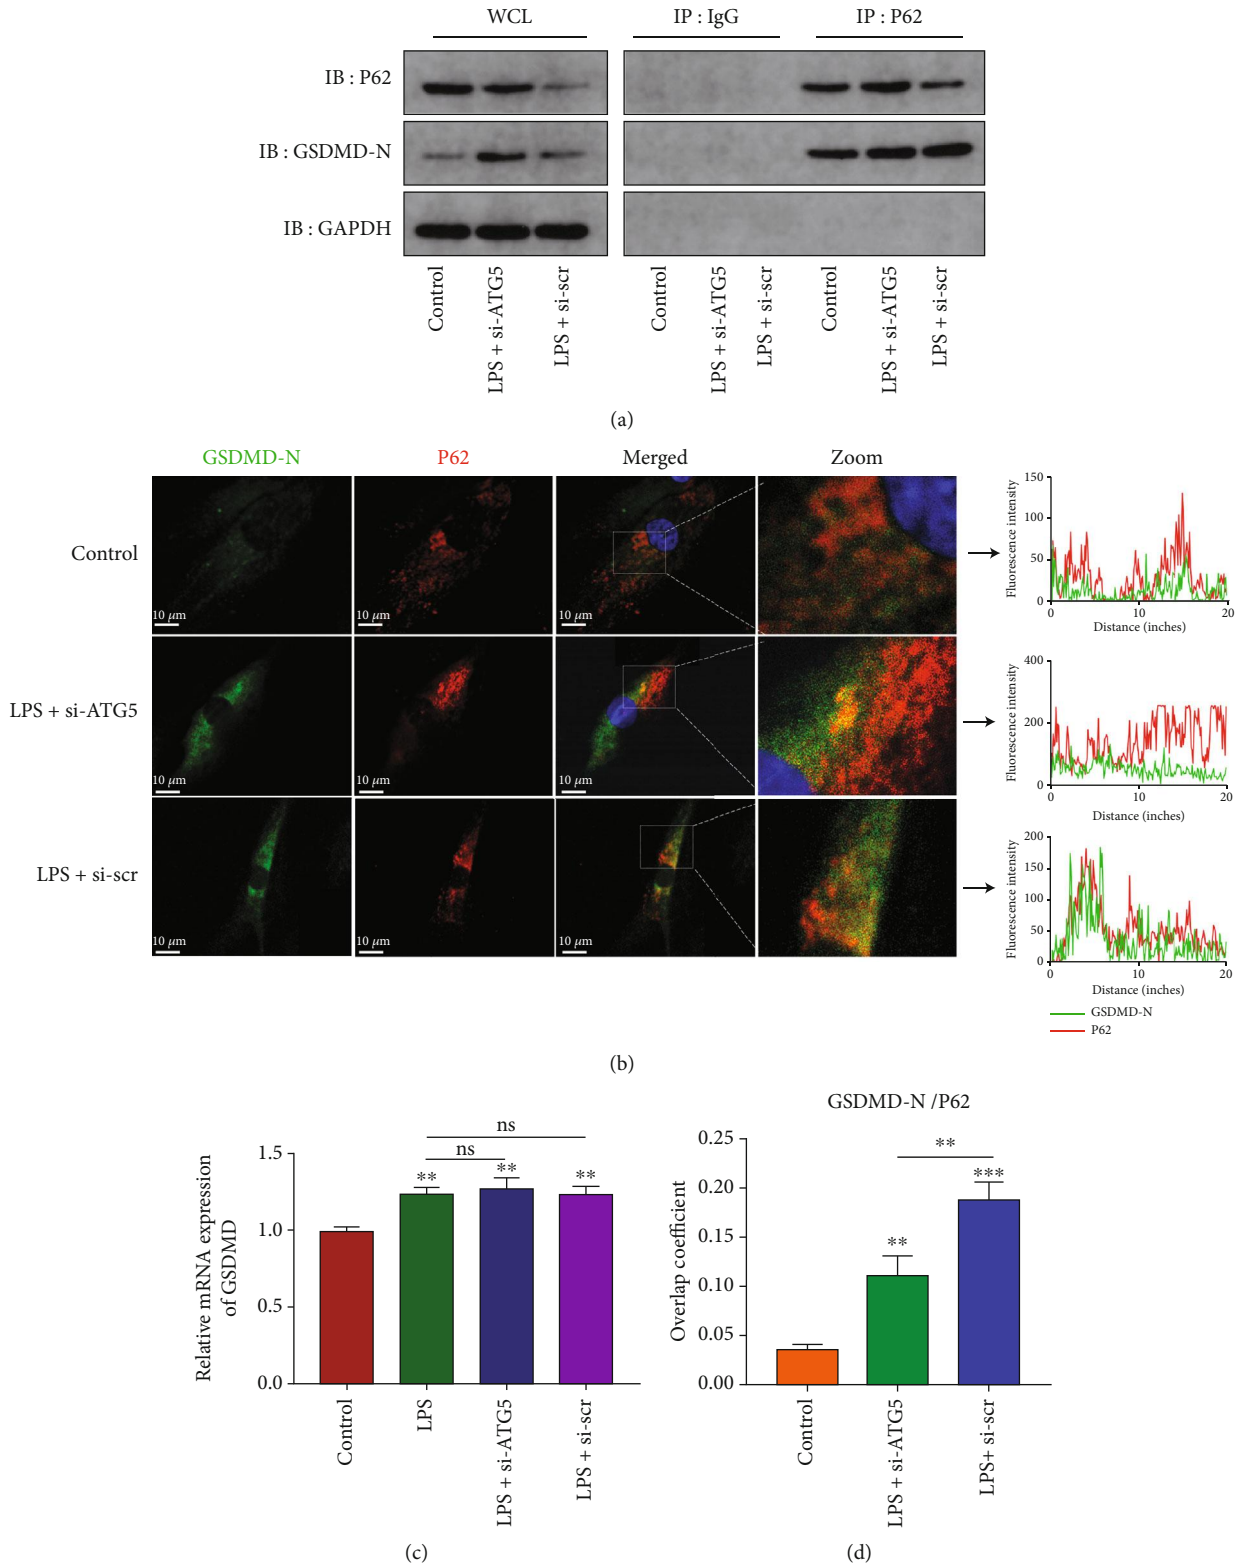 WCL IP : IgG IP : P62
IB : P62
IB : GSDMD-N
IB : GAPDH
Control LPS + si-ATG5 LPS + si-scr Control LPS + si-ATG5 LPS + si-scr Control LPS + si-ATG5 LPS + si-scr
(a)
GSDMD-N P62 Merged Zoom
Control
10 μm 10 μm 10 μm
Fluorescence intensity
150
100
50
0
0 10 20
Distance (inches)
LPS + si-ATG5
10 μm 10 μm 10 μm
Fluorescence intensity
400
200
0
0 10 20
Distance (inches)
LPS + si-scr
10 μm 10 μm 10 μm
Fluorescence intensity
200
150
100
50
0
0 10 20
Distance (inches)
GSDMD-N
P62
(b)
Relative mRNA expression
of GSDMD
1.5
1.0
0.5
0.0
ns
ns
** ** **
Control LPS LPS + si-ATG5 LPS + si-scr
(c)
GSDMD-N /P62
Overlap coefficient
0.25
0.20
0.15
0.10
0.05
0.00
**
** ***
Control LPS + si-ATG5 LPS+ si-scr
(d)